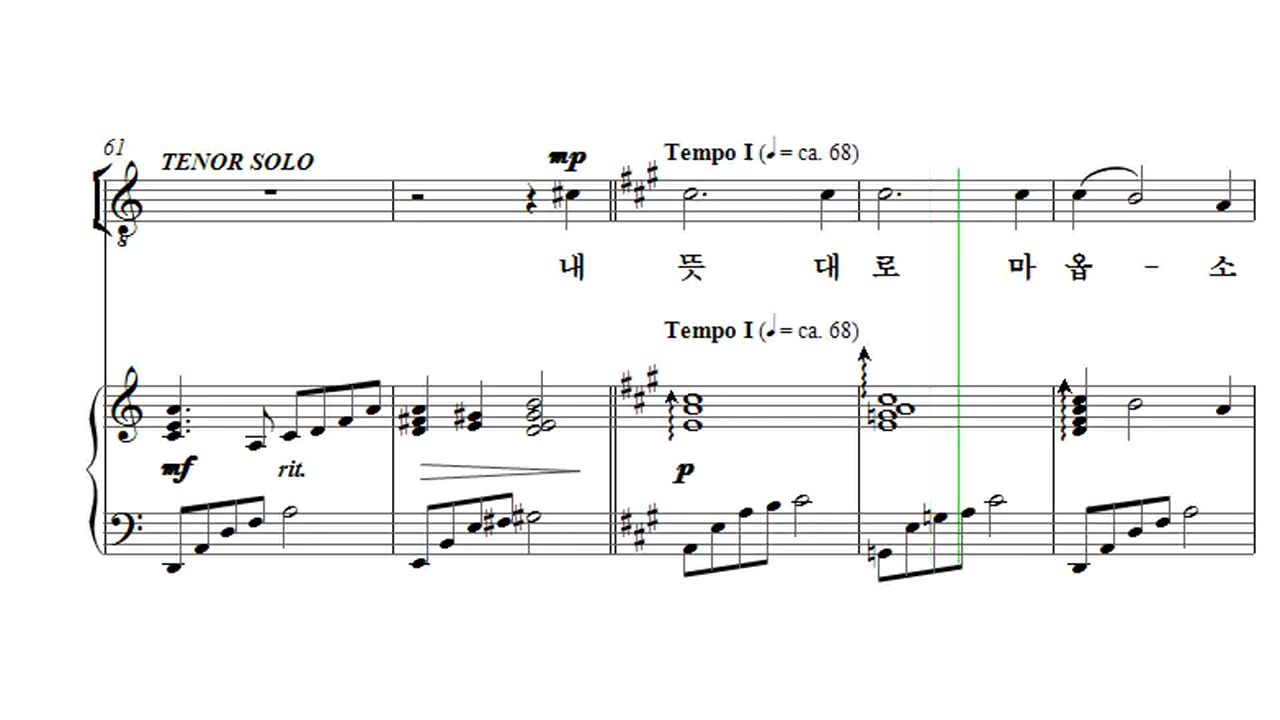 61
TENOR SOLO
mp
Tempo I (♩= ca. 68)
8
내 뜻 대 로 마 옵 - 소
Tempo I (♩= ca. 68)
mf rit. p